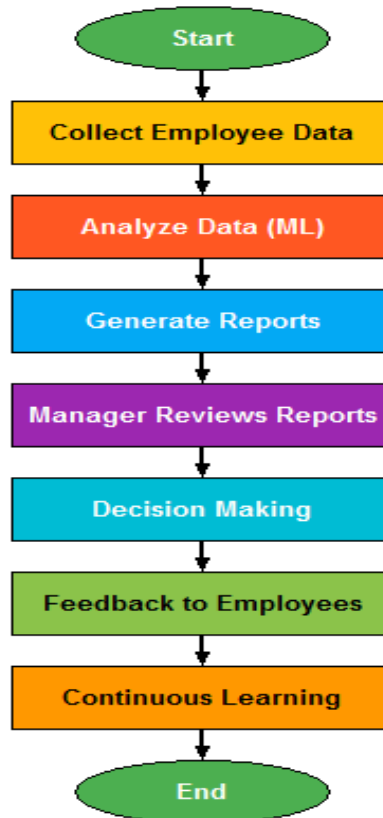 Start
Collect Employee Data
Analyze Data (ML)
Generate Reports
Manager Reviews Reports
Decision Making
Feedback to Employees
Continuous Learning
End